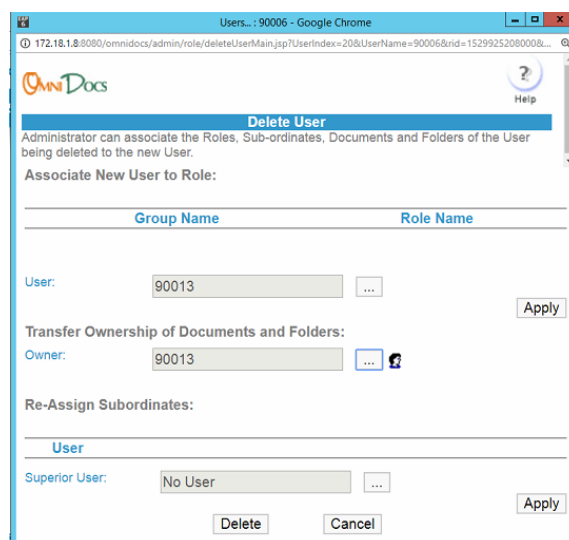 Users... : 90006 - Google Chrome
172.18.1.8:8080/omnidocs/admin/role/deleteUserMain.jsp?UserIndex=20&UserName=90006&rid=1529925208000&...
OMNIDOCS
?
Help
Delete User
Administrator can associate the Roles, Sub-ordinates, Documents and Folders of the User
being deleted to the new User.
Associate New User to Role:
Group Name Role Name
User: 90013 ...
Apply
Transfer Ownership of Documents and Folders:
Owner: 90013 ...
Re-Assign Subordinates:
User
Superior User: No User ...
Apply
Delete Cancel